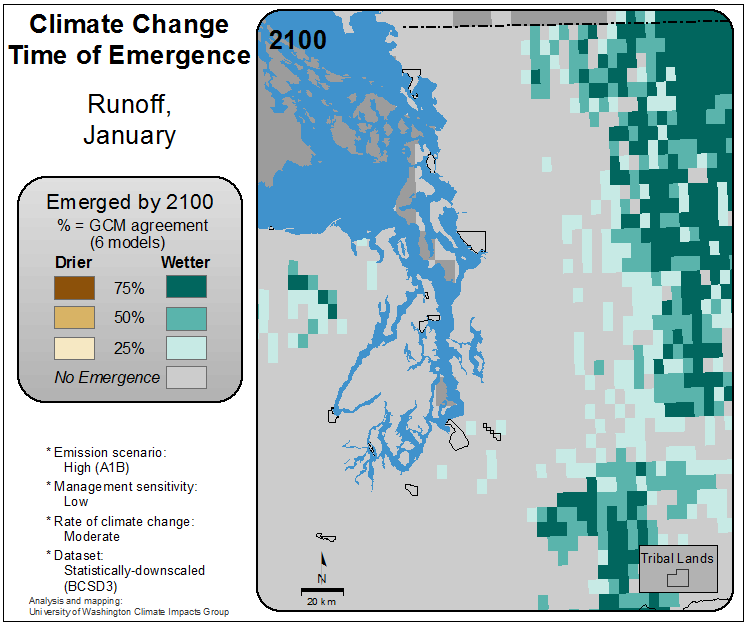 Climate Change
Time of Emergence
Runoff,
January
Emerged by 2100
% = GCM agreement
(6 models)
Drier Wetter
75%
50%
25%
No Emergence
* Emission scenario:
High (A1B)
* Management sensitivity:
Low
* Rate of climate change:
Moderate
* Dataset:
Statistically-downscaled
(BCSD3)
Analysis and mapping:
University of Washington Climate Impacts Group
2100
N
20 km
Tribal Lands